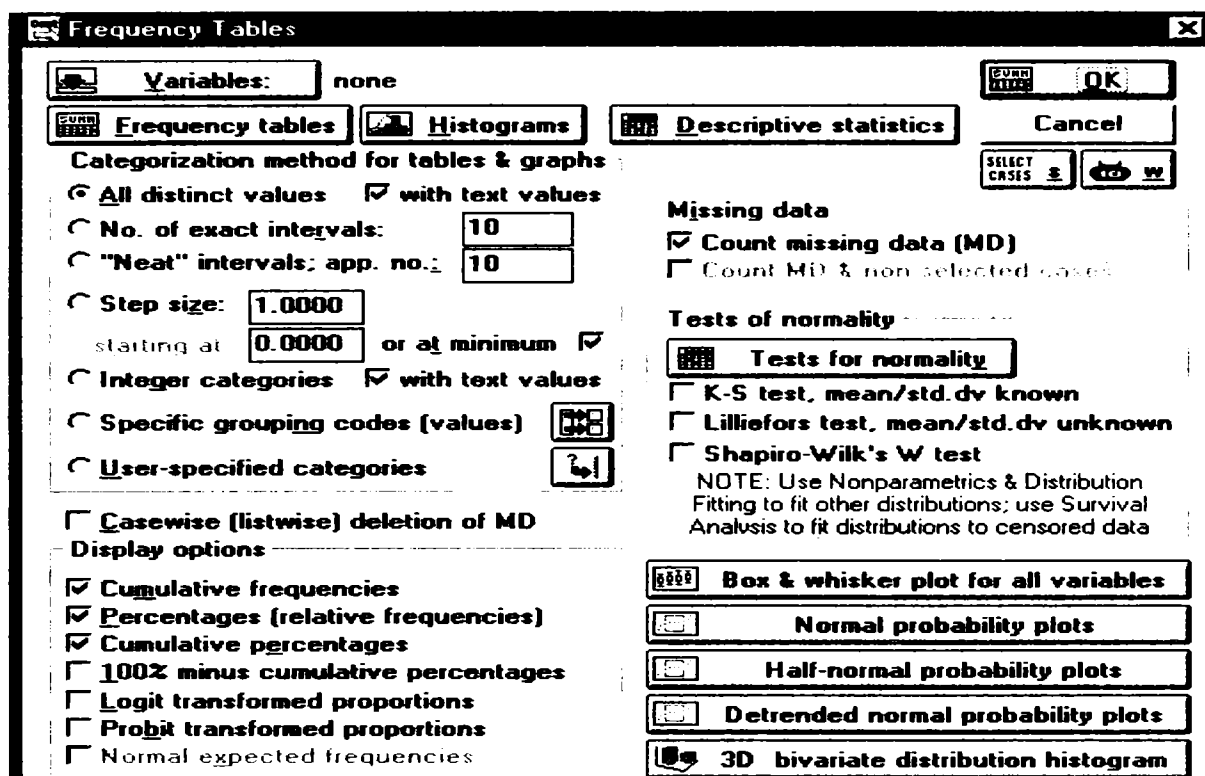 Frequency Tables
Variables: none
OK
Frequency tables
Histograms
Descriptive statistics
Cancel
SELECT CASES S
W
Categorization method for tables & graphs
All distinct values with text values
No. of exact intervals: 10
"Neat" intervals; app. no.: 10
Step size: 1.0000
starting at 0.0000 or at minimum
Integer categories with text values
Specific grouping codes (values)
User-specified categories
Casewise (listwise) deletion of MD
Display options
Cumulative frequencies
Percentages (relative frequencies)
Cumulative percentages
100% minus cumulative percentages
Logit transformed proportions
Probit transformed proportions
Normal expected frequencies
Missing data
Count missing data (MD)
Count MD & non selected cases
Tests of normality
Tests for normality
K-S test, mean/std.dv known
Lilliefors test, mean/std.dv unknown
Shapiro-Wilk's W test
NOTE: Use Nonparametrics & Distribution
Fitting to fit other distributions; use Survival
Analysis to fit distributions to censored data
Box & whisker plot for all variables
Normal probability plots
Half-normal probability plots
Detrended normal probability plots
3D bivariate distribution histogram